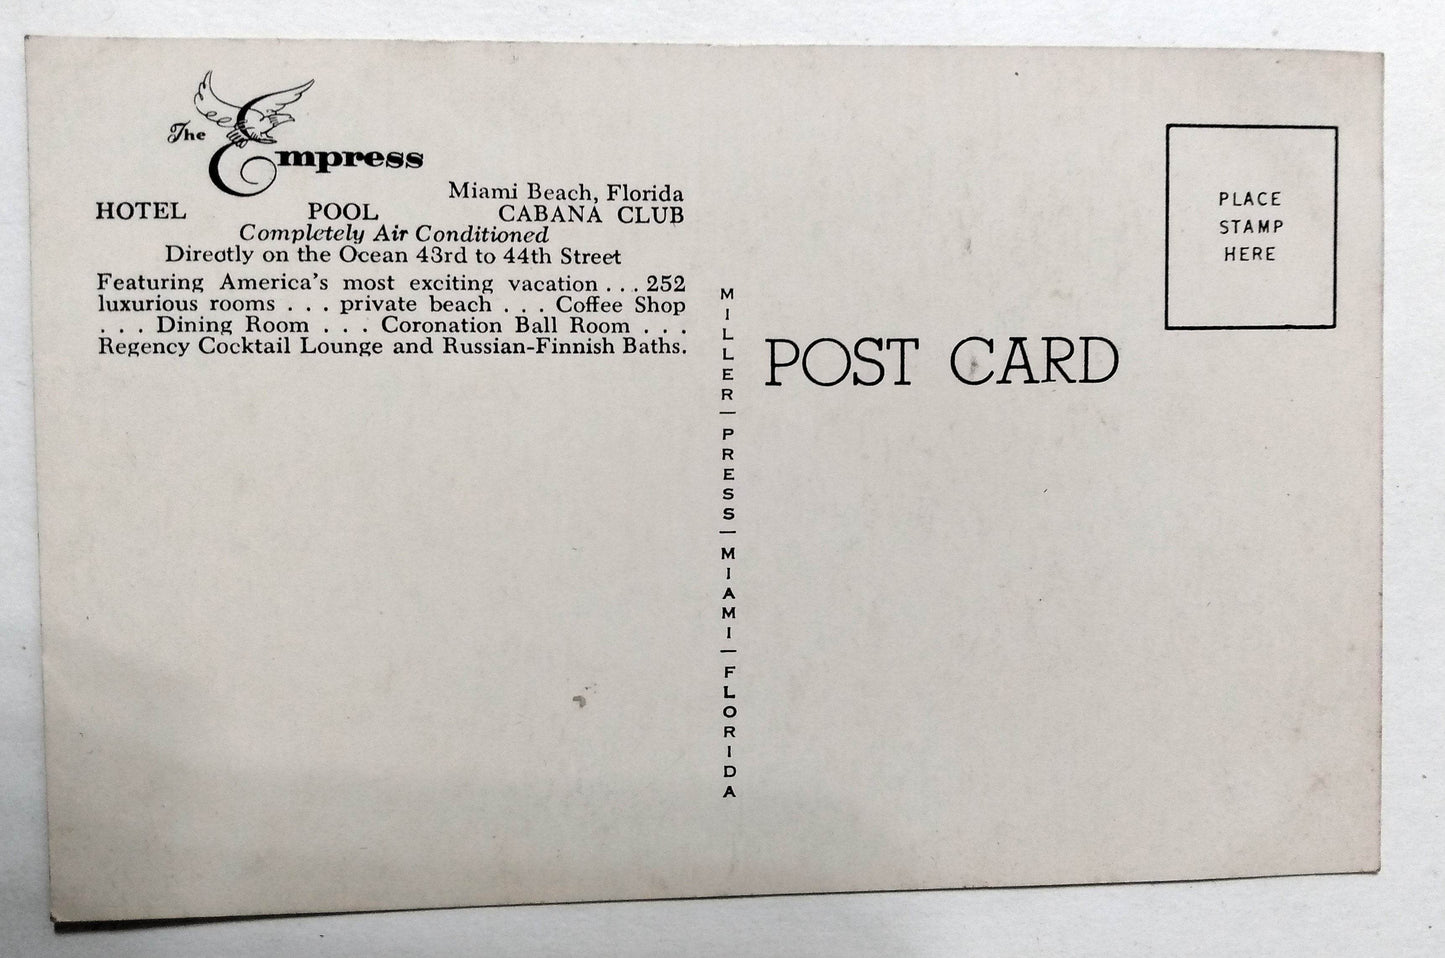 The Empress
Miami Beach, Florida
HOTEL POOL CABANA CLUB
Completely Air Conditioned
Directly on the Ocean 43rd to 44th Street
Featuring America's most exciting vacation . . . 252
luxurious rooms . . . private beach . . . Coffee Shop
. . . Dining Room . . . Coronation Ball Room . . .
Regency Cocktail Lounge and Russian-Finnish Baths.
MILLER—PRESS—MIAMI—FLORIDA
POST CARD
PLACE
STAMP
HERE